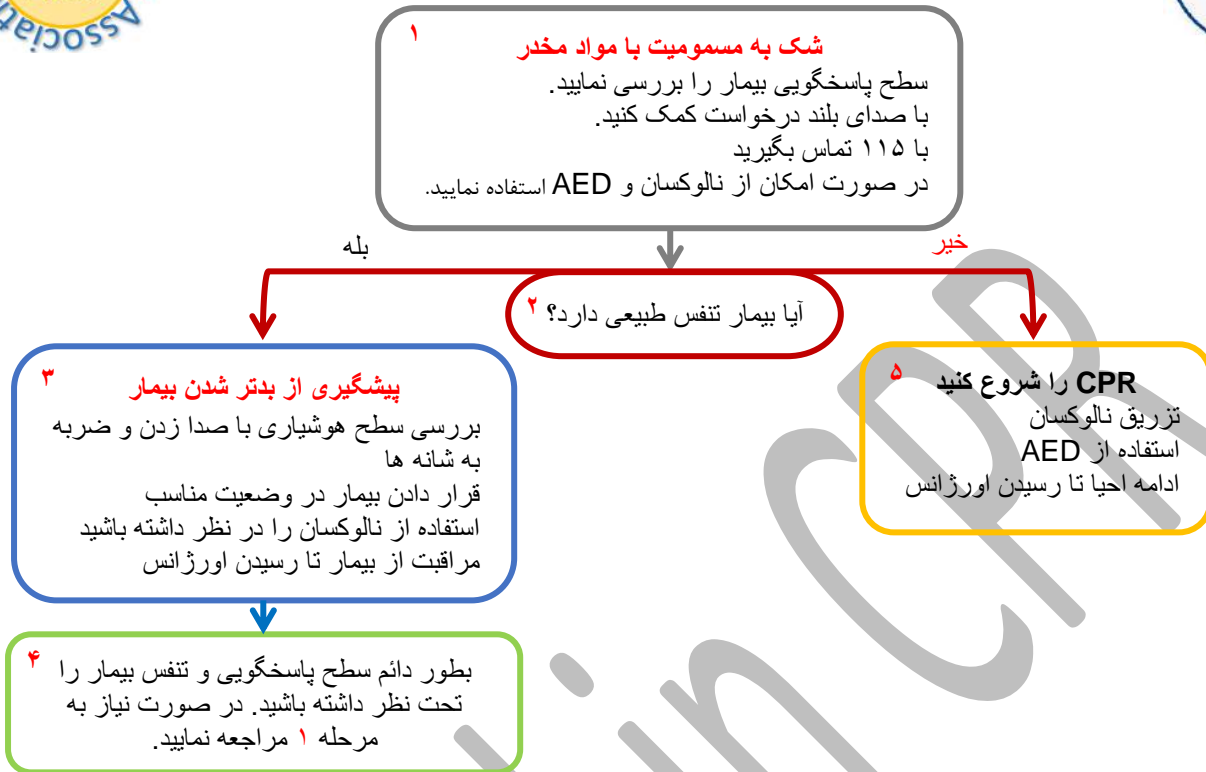 Association
۱
شک به مسمومیت با مواد مخدر
سطح پاسخگویی بیمار را بررسی نمایید.
با صدای بلند درخواست کمک کنید.
با ۱۱۵ تماس بگیرید
در صورت امکان از نالوکسان و AED استفاده نمایید.
خیر
بله
آیا بیمار تنفس طبیعی دارد؟ ۲
CPR را شروع کنید ۵
تزریق نالوکسان
استفاده از AED
ادامه احیا تا رسیدن اورژانس
پیشگیری از بدتر شدن بیمار ۳
بررسی سطح هوشیاری با صدا زدن و ضربه
به شانه ها
قرار دادن بیمار در وضعیت مناسب
استفاده از نالوکسان را در نظر داشته باشید
مراقبت از بیمار تا رسیدن اورژانس
بطور دائم سطح پاسخگویی و تنفس بیمار را ۴
تحت نظر داشته باشید. در صورت نیاز به
مرحله ۱ مراجعه نمایید.
in CPR